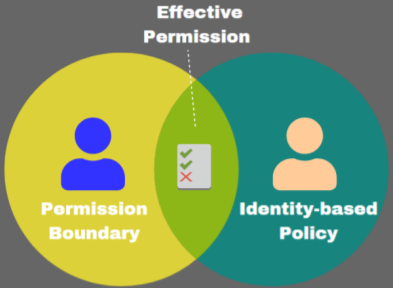 Effective
Permission
Permission
Boundary
Identity-based
Policy